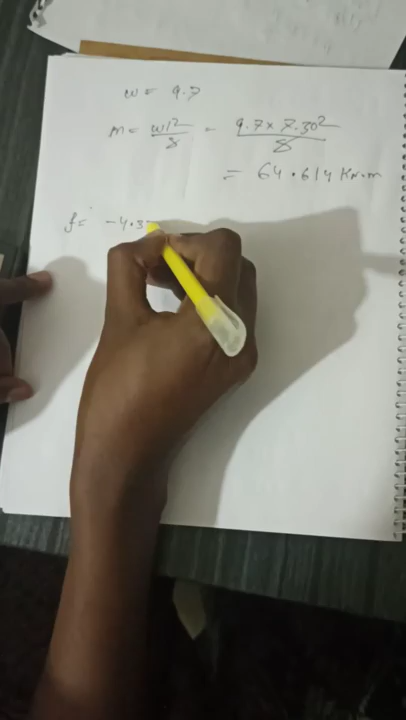 w = 9.7
M = wl²/8 = 9.7 x 7.30²/8
= 64.614 KN.m
f = -4.3